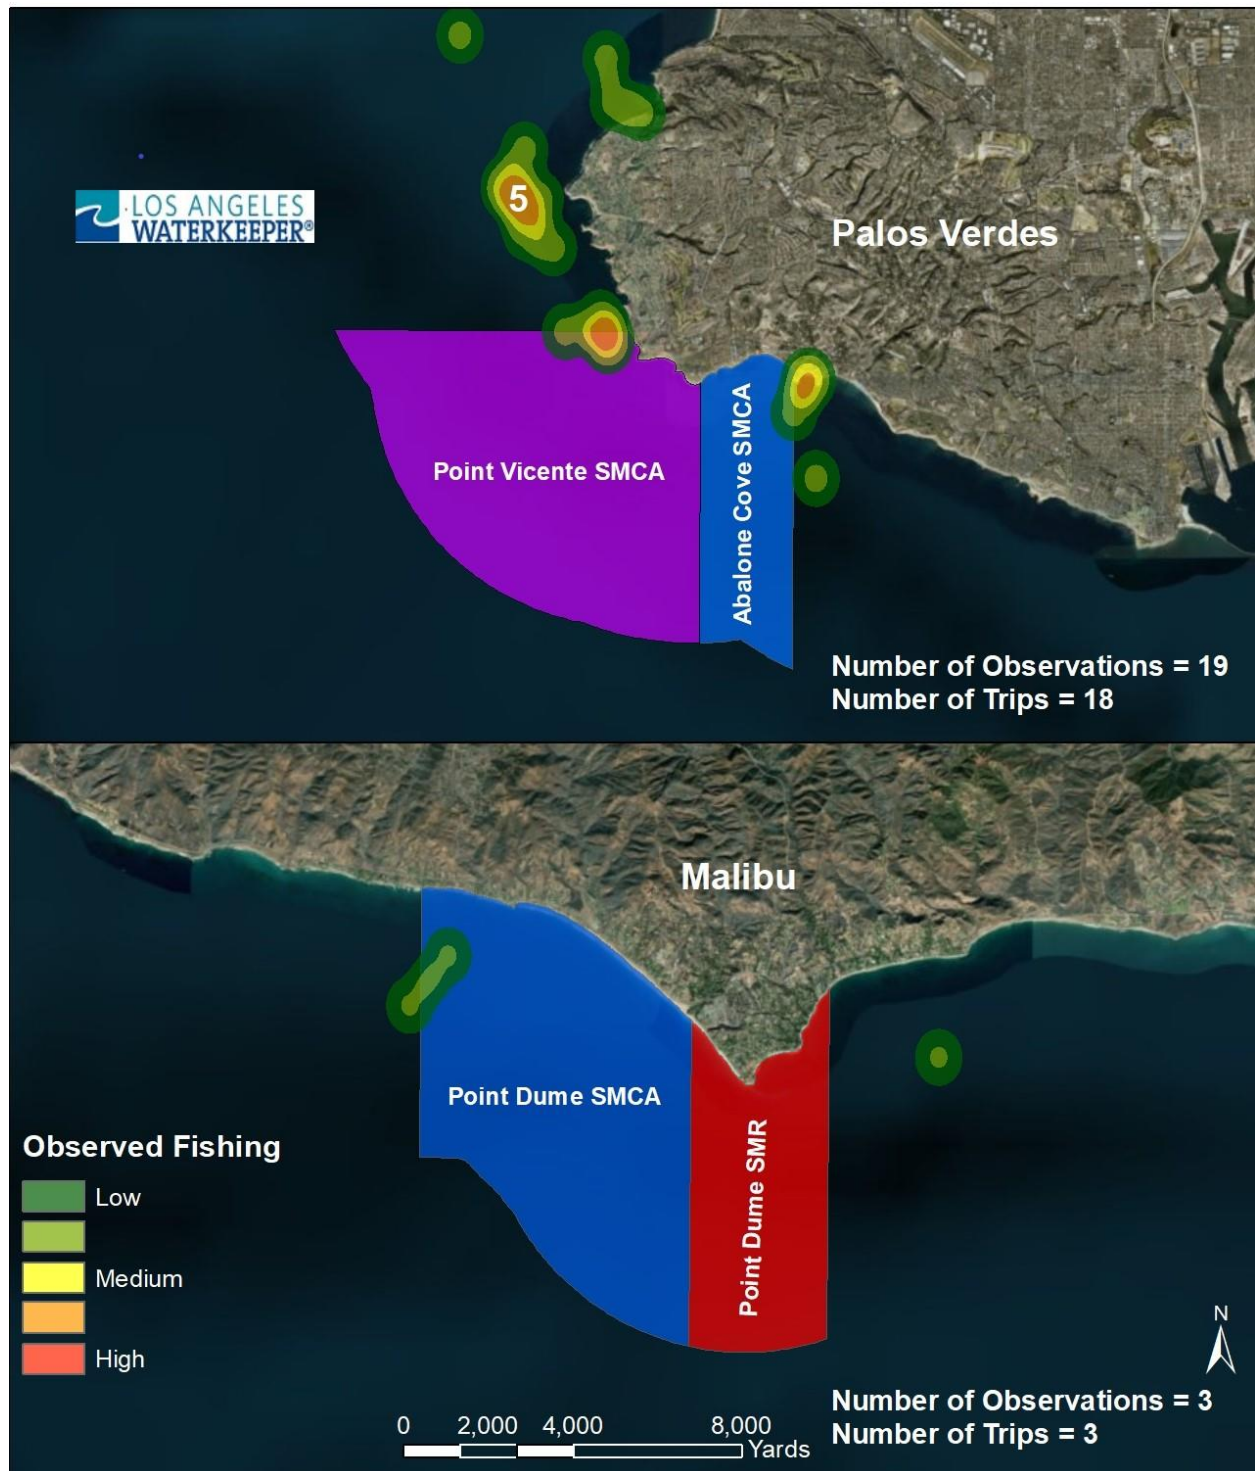 LOS ANGELES
WATERKEEPER®
5
Palos Verdes
Point Vicente SMCA
Abalone Cove SMCA
Number of Observations = 19
Number of Trips = 18
Malibu
Point Dume SMCA
Point Dume SMR
Observed Fishing
Low
Medium
High
0 2,000 4,000 8,000
Yards
N
Number of Observations = 3
Number of Trips = 3